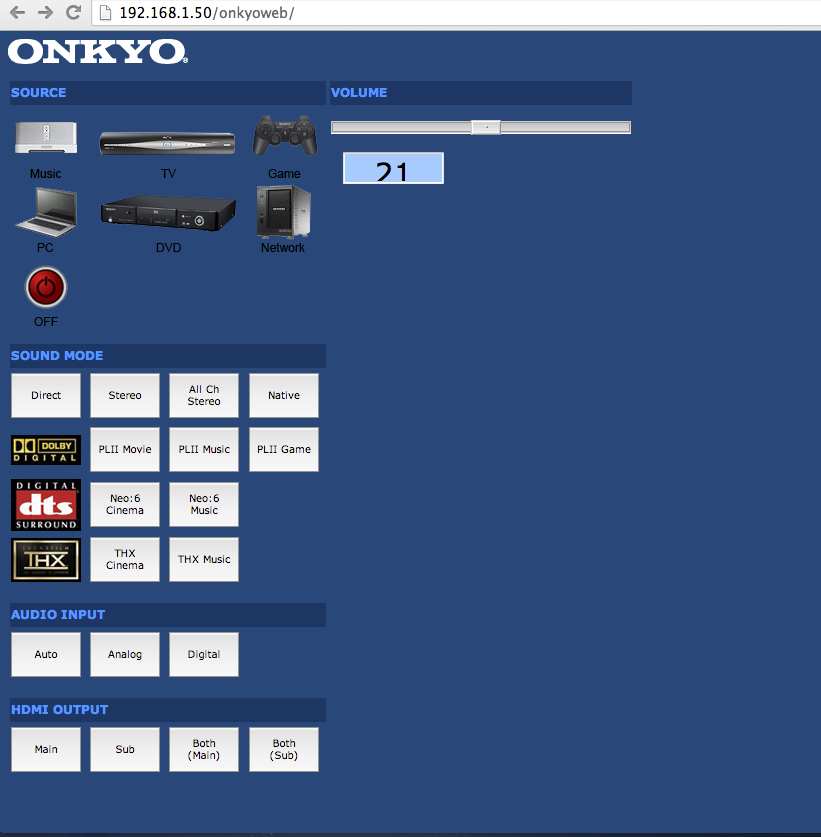 192.168.1.50/onkyoweb/
ONKYO®
SOURCE
Music
TV
Game
PC
DVD
Network
OFF
VOLUME
21
SOUND MODE
Direct
Stereo
All Ch
Stereo
Native
DOLBY
DIGITAL
PLII Movie
PLII Music
PLII Game
DIGITAL
dts
SURROUND
Neo:6
Cinema
Neo:6
Music
LUCASFILM
THX
THX
Cinema
THX Music
AUDIO INPUT
Auto
Analog
Digital
HDMI OUTPUT
Main
Sub
Both
(Main)
Both
(Sub)